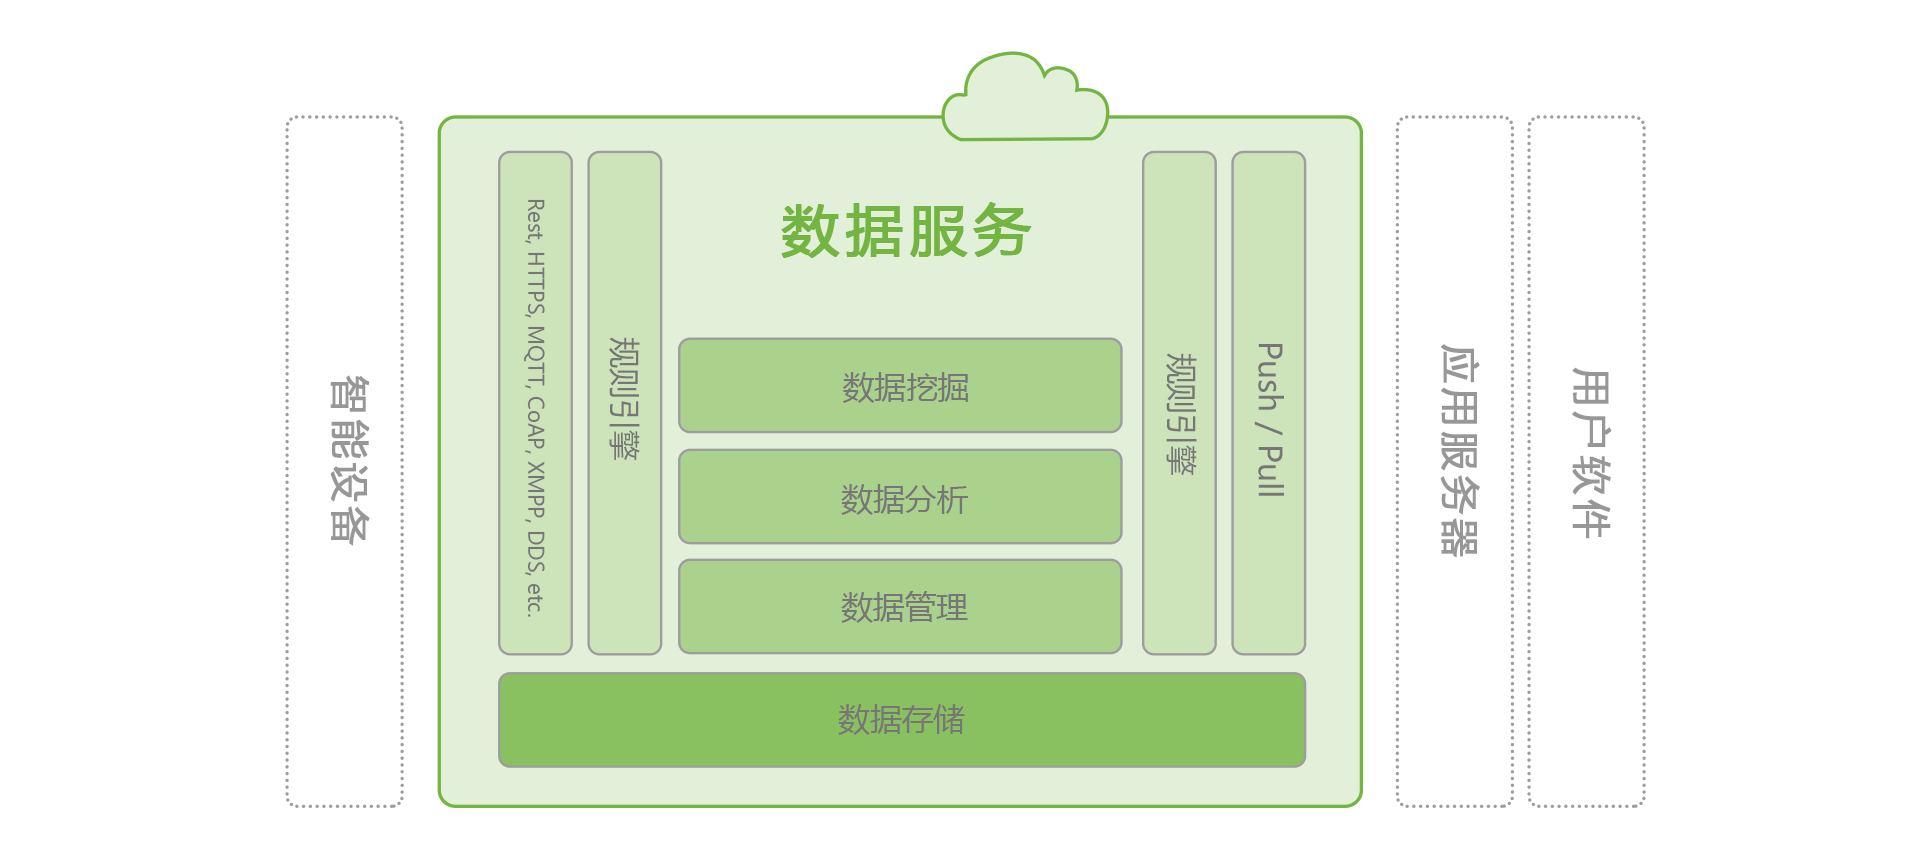 智能设备
Rest, HTTPS, MQTT, CoAP, XMPP, DDS, etc.
规则引擎
数据服务
数据挖掘
数据分析
数据管理
规则引擎
Push / Pull
数据存储
应用服务器
用户软件